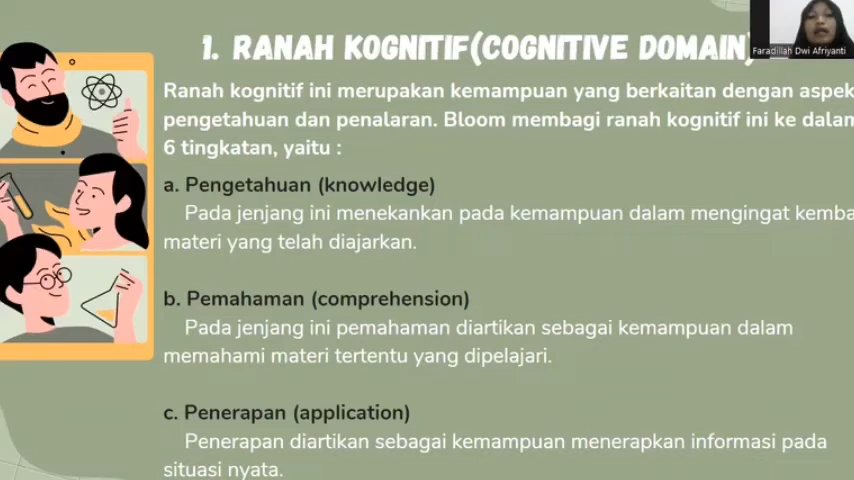 1. RANAH KOGNITIF(COGNITIVE DOMAIN)
Faradillah Dwi Afriyanti
Ranah kognitif ini merupakan kemampuan yang berkaitan dengan aspek
pengetahuan dan penalaran. Bloom membagi ranah kognitif ini ke dalam
6 tingkatan, yaitu :
a. Pengetahuan (knowledge)
Pada jenjang ini menekankan pada kemampuan dalam mengingat kemba
materi yang telah diajarkan.
b. Pemahaman (comprehension)
Pada jenjang ini pemahaman diartikan sebagai kemampuan dalam
memahami materi tertentu yang dipelajari.
c. Penerapan (application)
Penerapan diartikan sebagai kemampuan menerapkan informasi pada
situasi nyata.